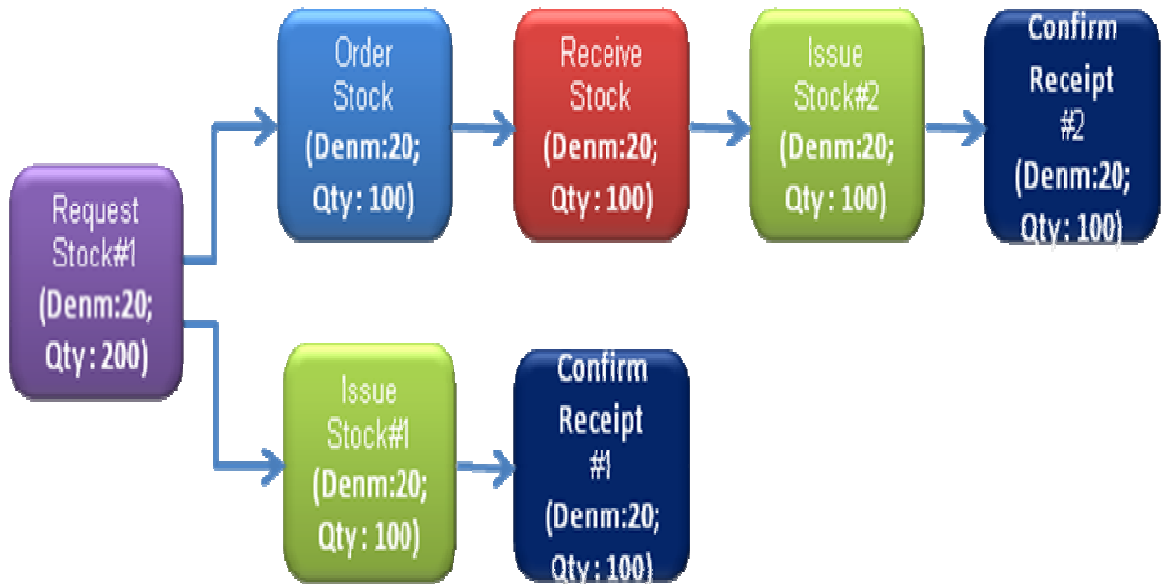 Request
Stock#1
(Denm:20;
Qty: 200)
Order
Stock
(Denm:20;
Qty: 100)
Receive
Stock
(Denm:20;
Qty: 100)
Issue
Stock#2
(Denm:20;
Qty: 100)
Confirm
Receipt
#2
(Denm:20;
Qty: 100)
Issue
Stock#1
(Denm:20;
Qty: 100)
Confirm
Receipt
#1
(Denm:20;
Qty: 100)